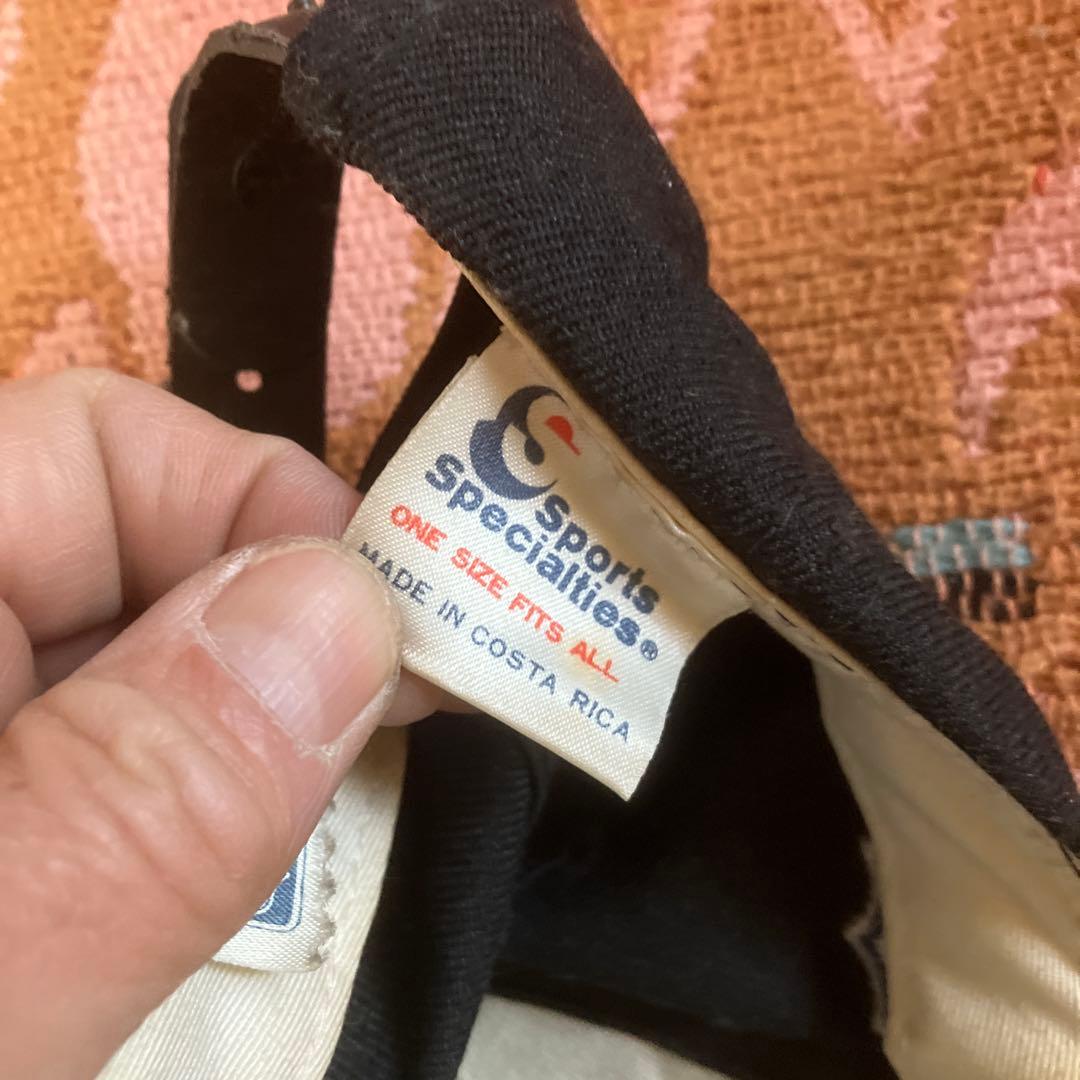 Sports
Specialties®
ONE SIZE FITS ALL
MADE IN COSTA RICA